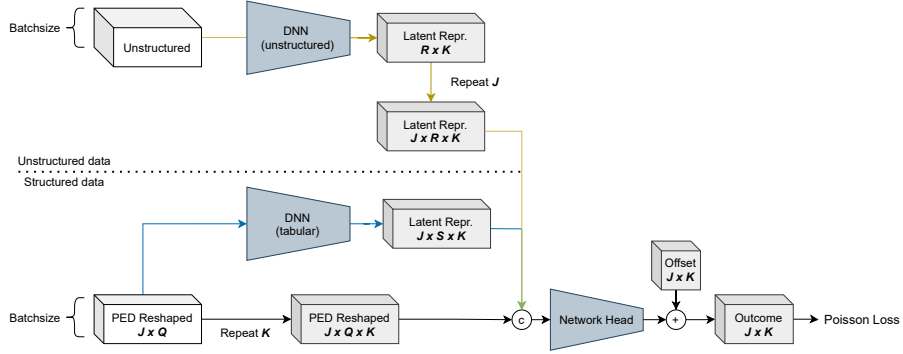 Batchsize
Unstructured
DNN
(unstructured)
Latent Repr.
R x K
Repeat J
Latent Repr.
J x R x K
Unstructured data
Structured data
DNN
(tabular)
Latent Repr.
J x S x K
Batchsize
PED Reshaped
J x Q
Repeat K
PED Reshaped
J x Q x K
c
Network Head
Offset
J x K
+
Outcome
J x K
Poisson Loss